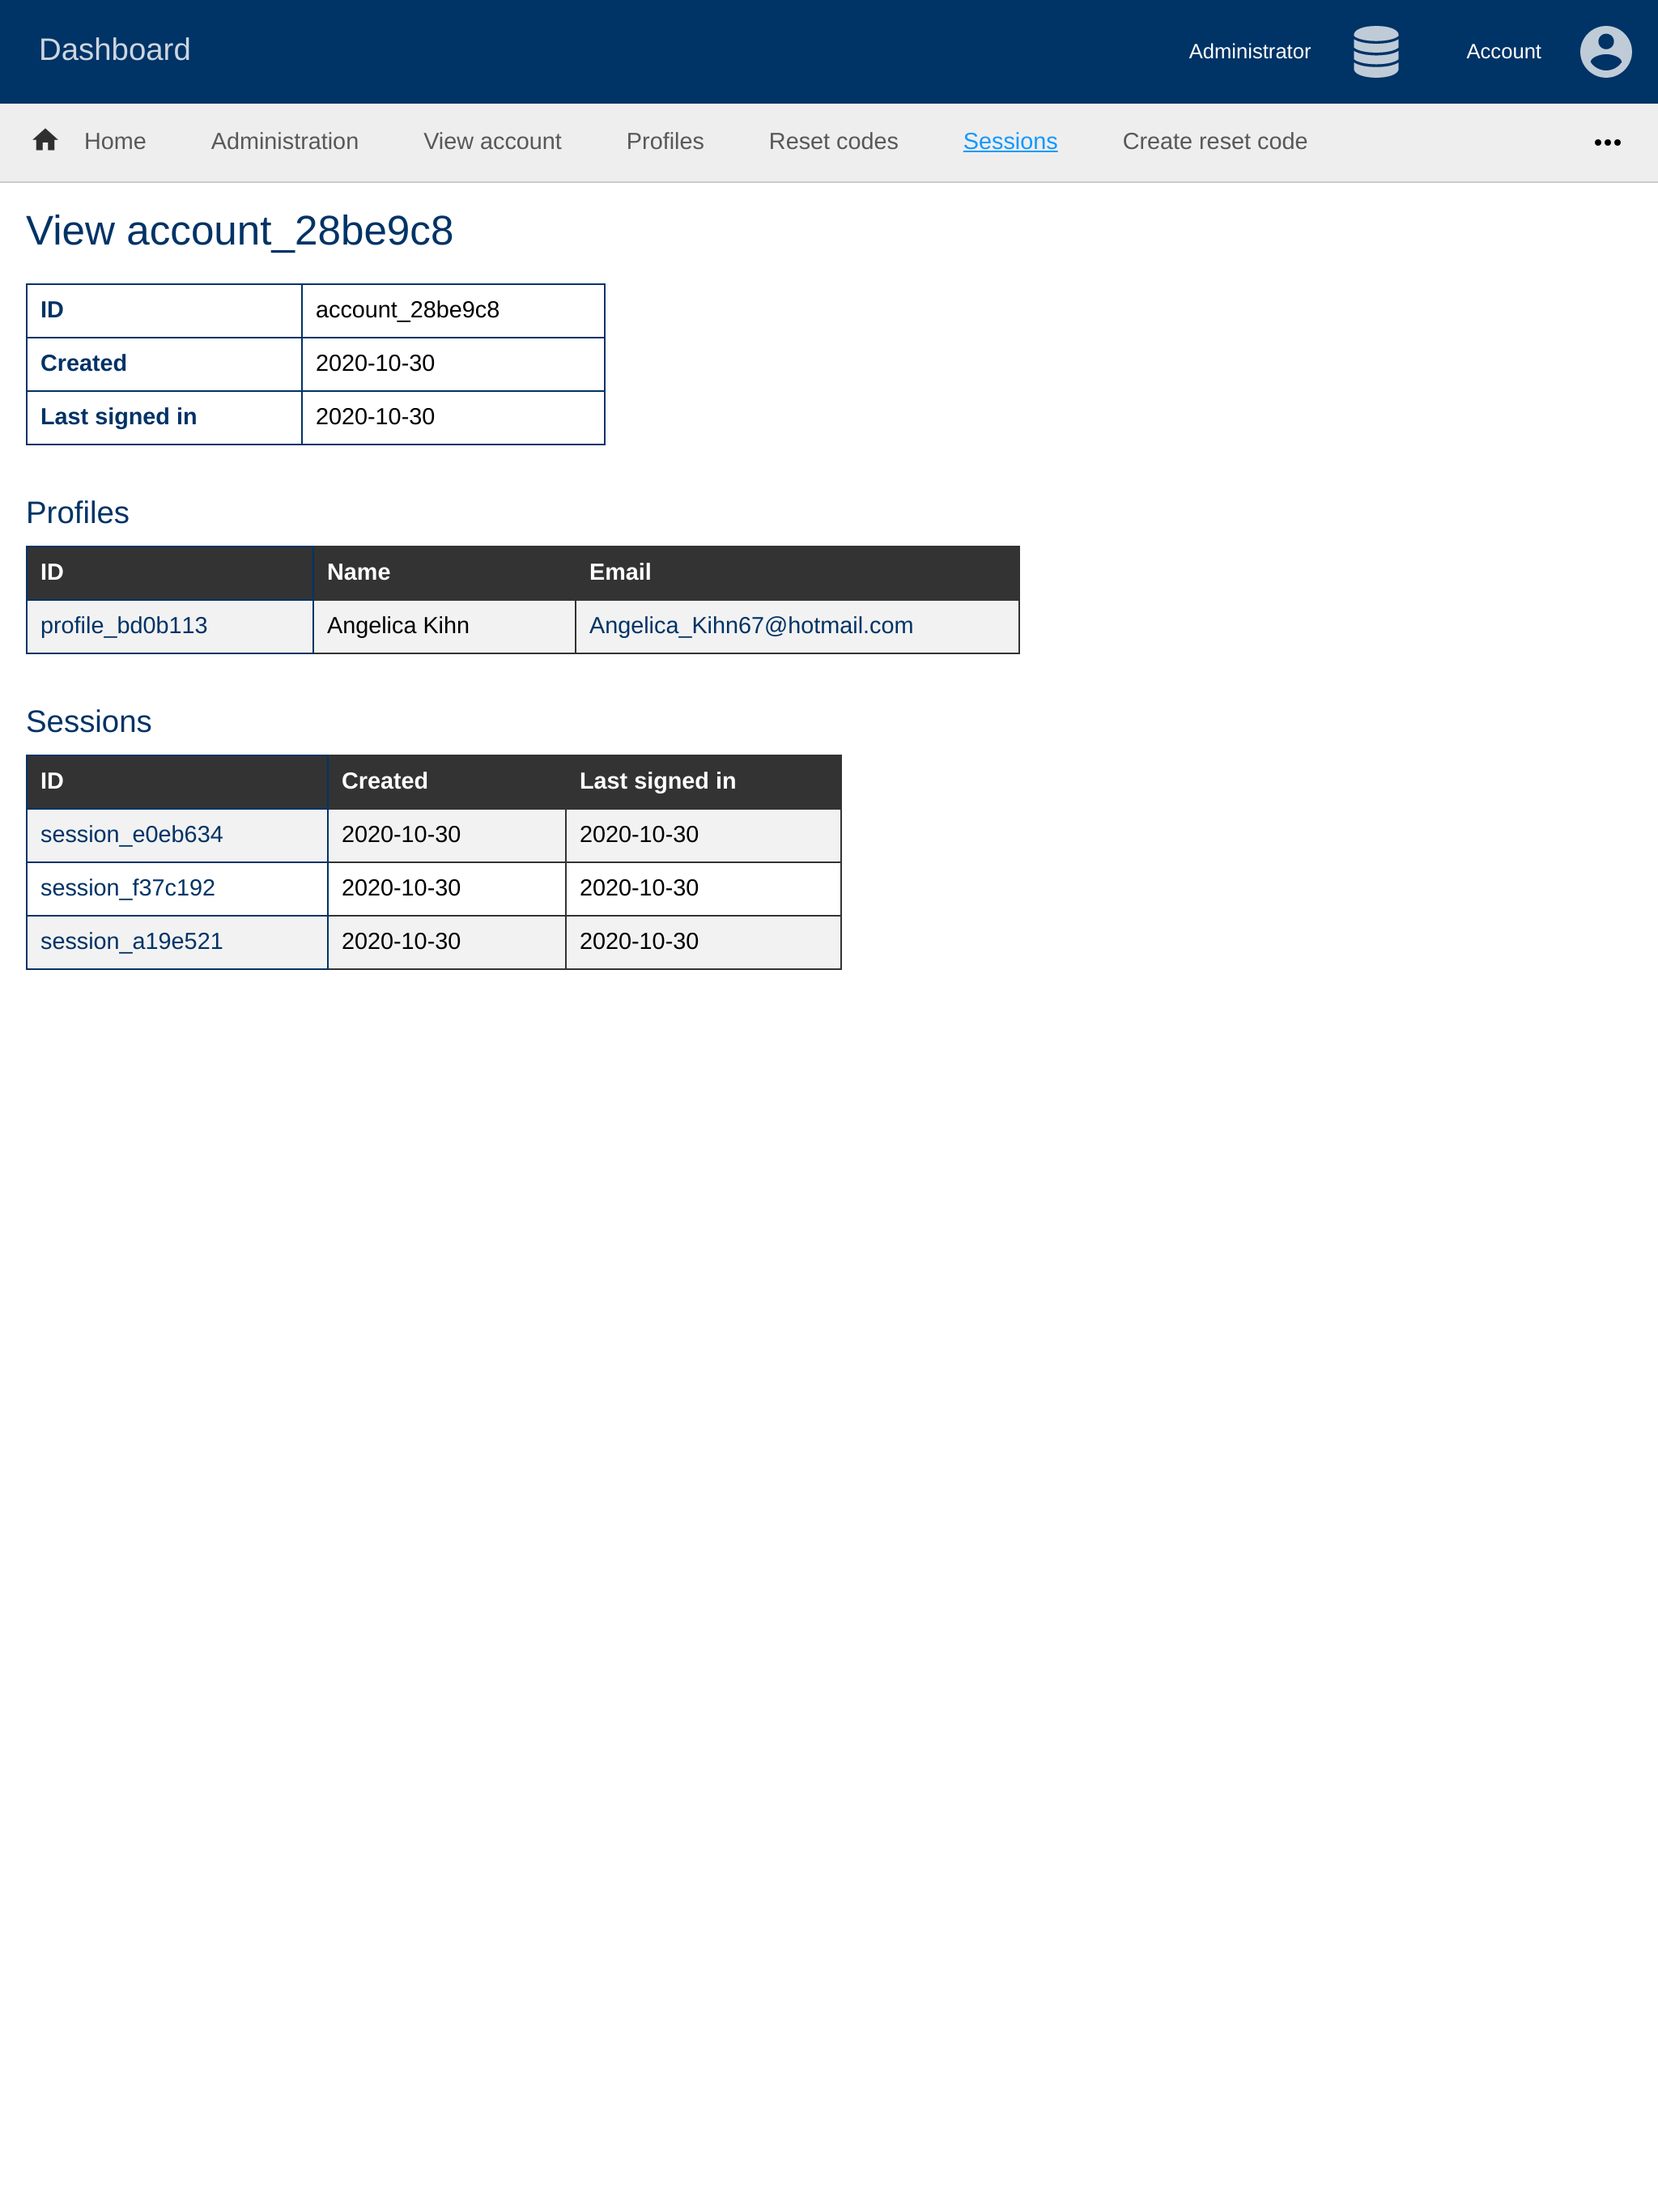 Dashboard
Administrator
Account
Home
Administration
View account
Profiles
Reset codes
Sessions
Create reset code
View account_28be9c8
ID account_28be9c8
Created 2020-10-30
Last signed in 2020-10-30
Profiles
ID Name Email
profile_bd0b113 Angelica Kihn Angelica_Kihn67@hotmail.com
Sessions
ID Created Last signed in
session_e0eb634 2020-10-30 2020-10-30
session_f37c192 2020-10-30 2020-10-30
session_a19e521 2020-10-30 2020-10-30